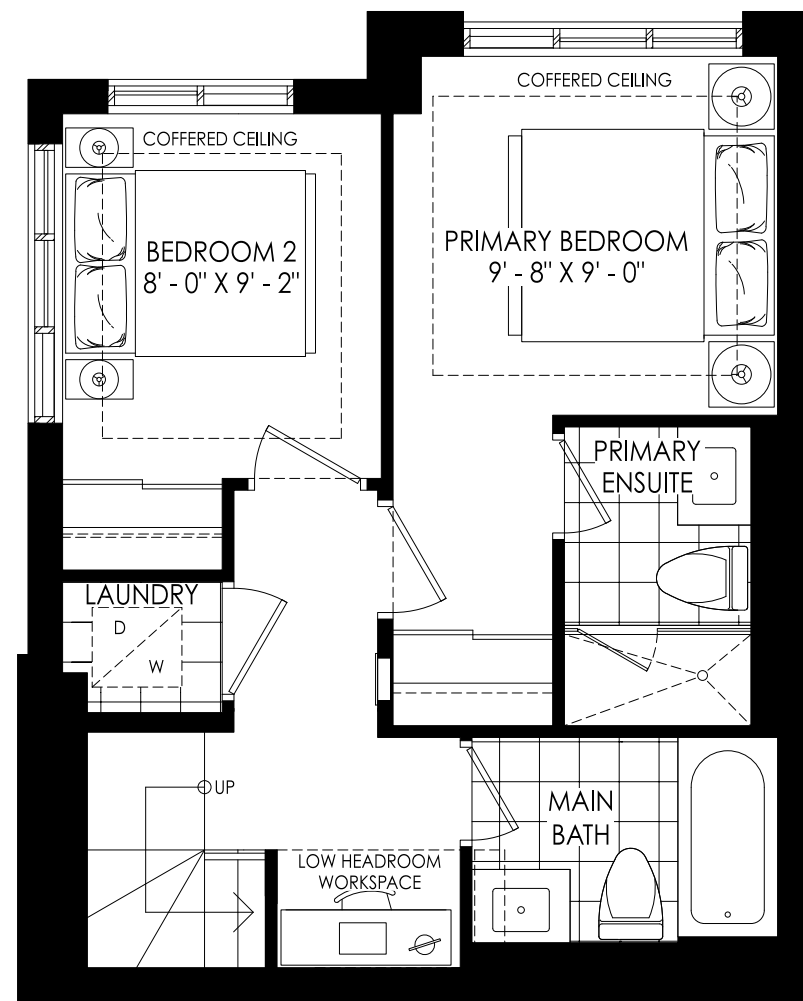 COFFERED CEILING
COFFERED CEILING
BEDROOM 2
8' - 0" X 9' - 2"
PRIMARY BEDROOM
9' - 8" X 9' - 0"
PRIMARY
ENSUITE
LAUNDRY
D
W
UP
MAIN
BATH
LOW HEADROOM
WORKSPACE